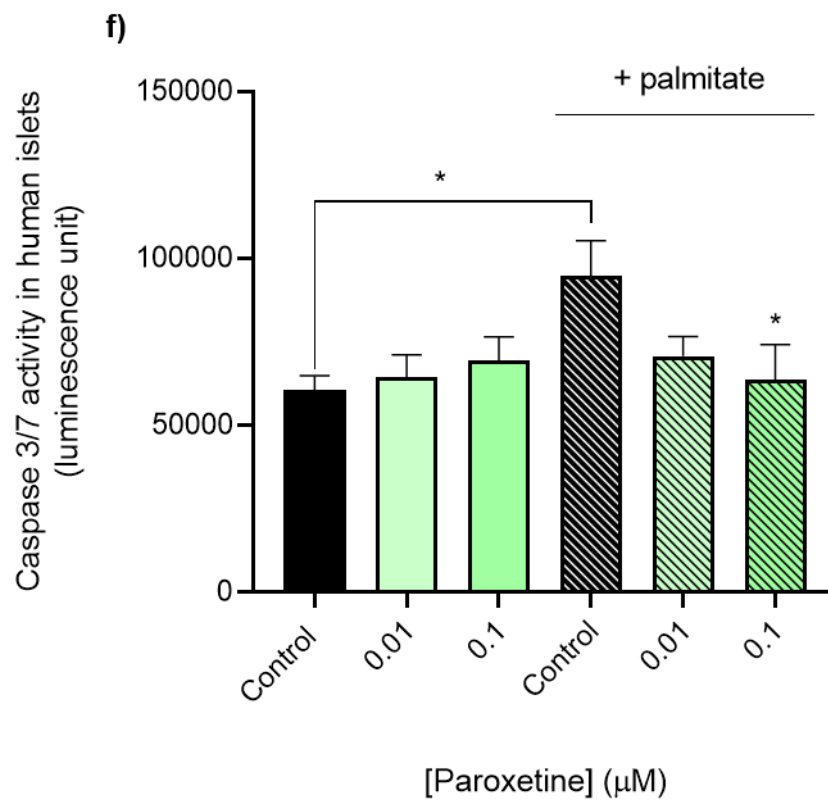 f)
+ palmitate
Caspase 3/7 activity in human islets
(luminescence unit)
150000
100000
50000
0
*
*
Control
0.01
0.1
Control
0.01
0.1
[Paroxetine] (μM)